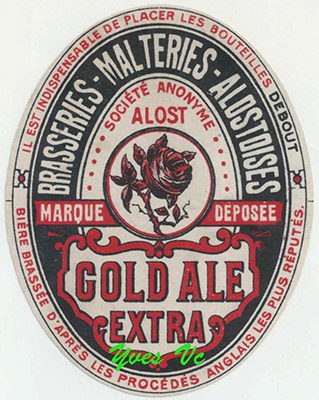 IL EST INDISPENSABLE DE PLACER LES BOUTEILLES DEBOUT
BRASSERIES - MALTERIES - ALOSTOISES
SOCIÉTÉ ANONYME
ALOST
MARQUE DÉPOSÉE
GOLD ALE
EXTRA
BIÈRE BRASSÉE D'APRÈS LES PROCÉDÉS ANGLAIS LES PLUS RÉPUTÉS.
Yves Vc